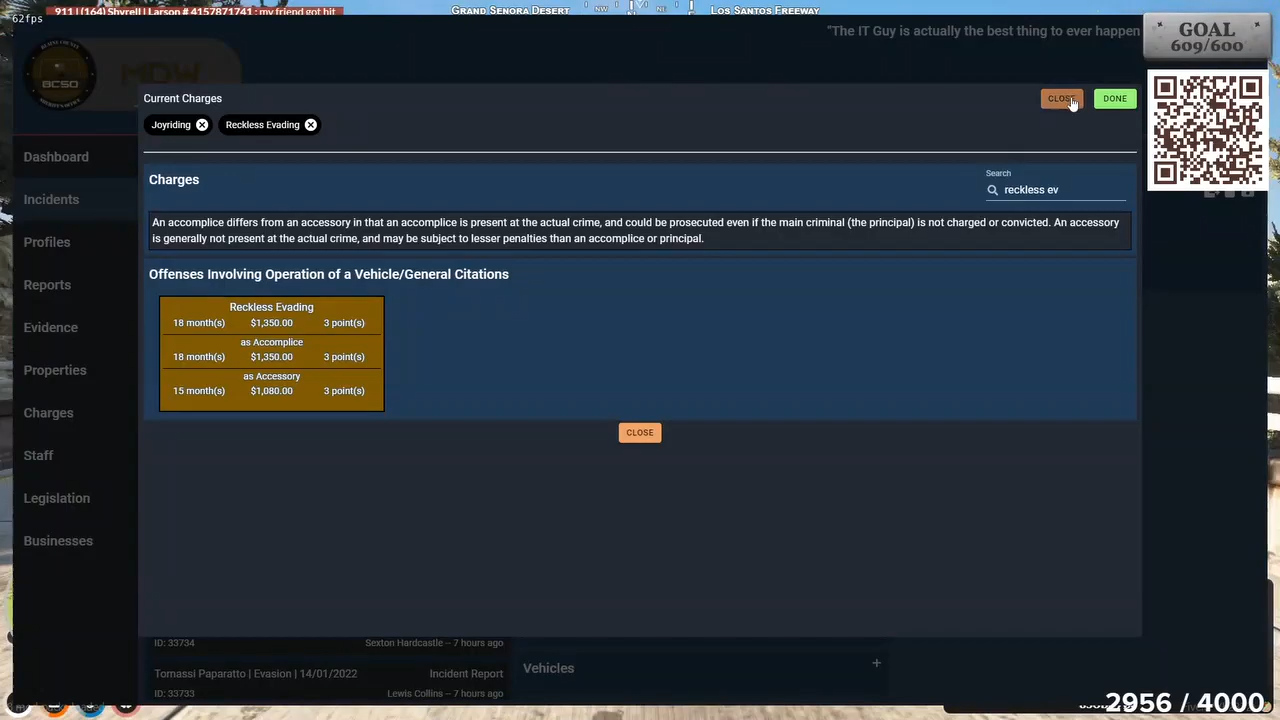 62fps
911 | (164) Shyrell | Larson # 4157871741 : my friend got hit
GRAND SENORA DESERT
NW
NE
LOS SANTOS FREEWAY
"The IT Guy is actually the best thing to ever happen
GOAL
609/600
BCSO
MDW
Current Charges
CLOSE
DONE
Joyriding
Reckless Evading
Dashboard
Incidents
Profiles
Reports
Evidence
Properties
Charges
Staff
Legislation
Businesses
Charges
Search
reckless ev
An accomplice differs from an accessory in that an accomplice is present at the actual crime, and could be prosecuted even if the main criminal (the principal) is not charged or convicted. An accessory
is generally not present at the actual crime, and may be subject to lesser penalties than an accomplice or principal.
Offenses Involving Operation of a Vehicle/General Citations
Reckless Evading
18 month(s) $1,350.00 3 point(s)
as Accomplice
18 month(s) $1,350.00 3 point(s)
as Accessory
15 month(s) $1,080.00 3 point(s)
CLOSE
ID: 33734 Sexton Hardcastle – 7 hours ago
Tomassi Paparatto | Evasion | 14/01/2022 Incident Report
ID: 33733 Lewis Collins – 7 hours ago
Vehicles +
2956 / 4000